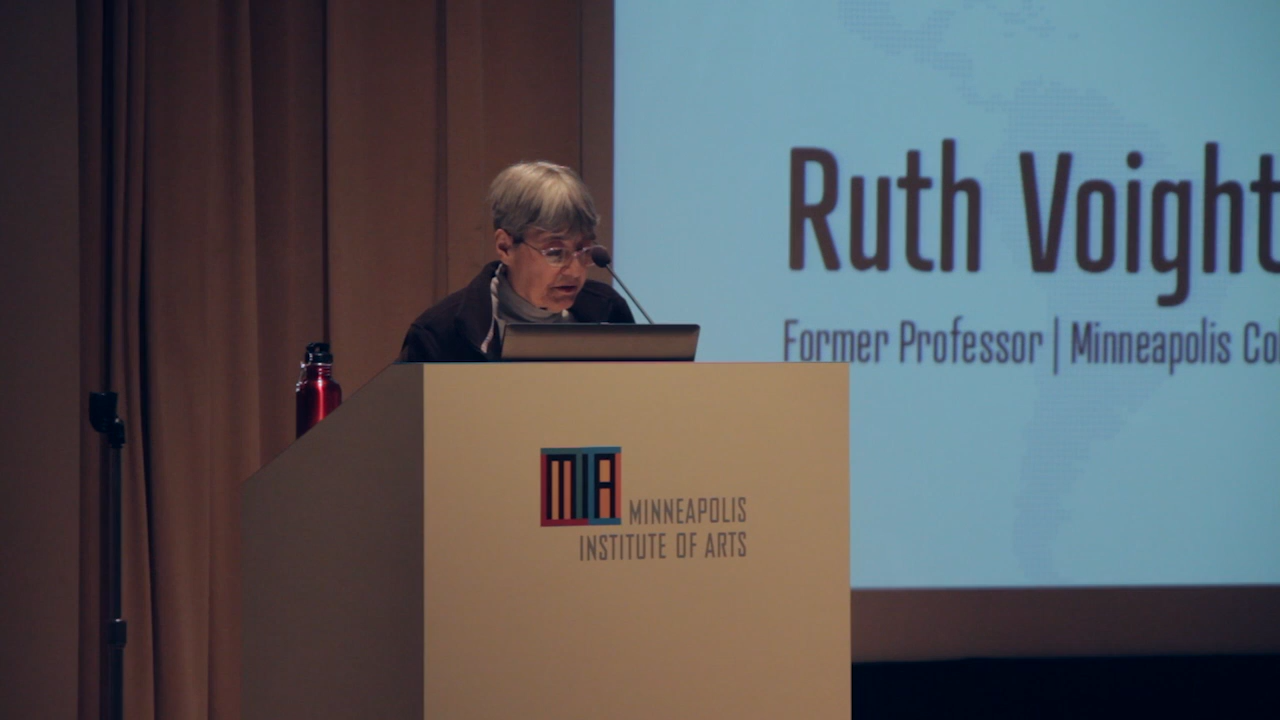 Ruth Voight
Former Professor | Minneapolis Co
MIA
MINNEAPOLIS
INSTITUTE OF ARTS